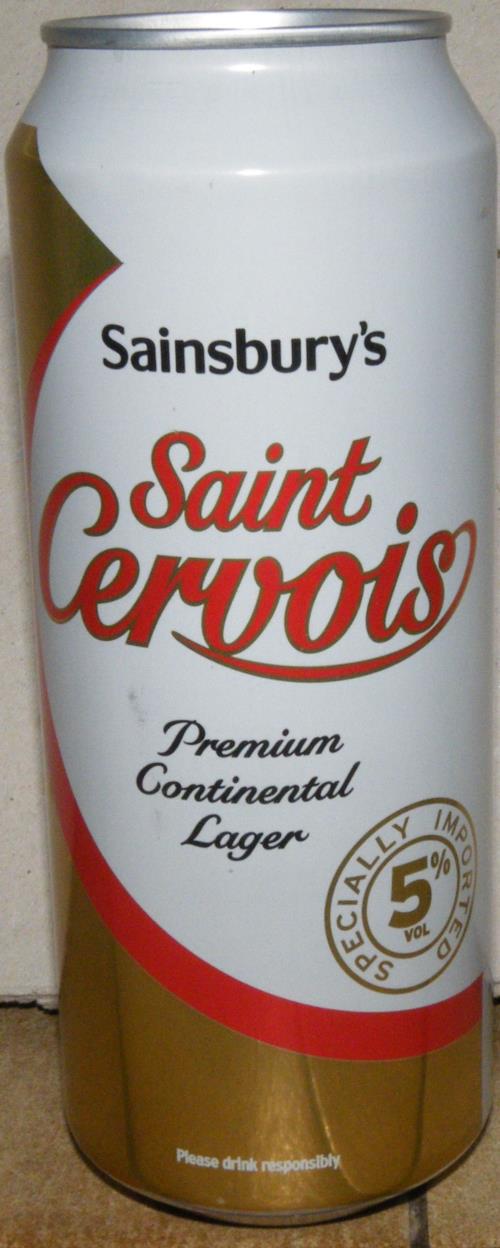 Sainsbury's
Saint
Cervois
Premium
Continental
Lager
SPECIALLY IMPORTED
5%
VOL
Please drink responsibly